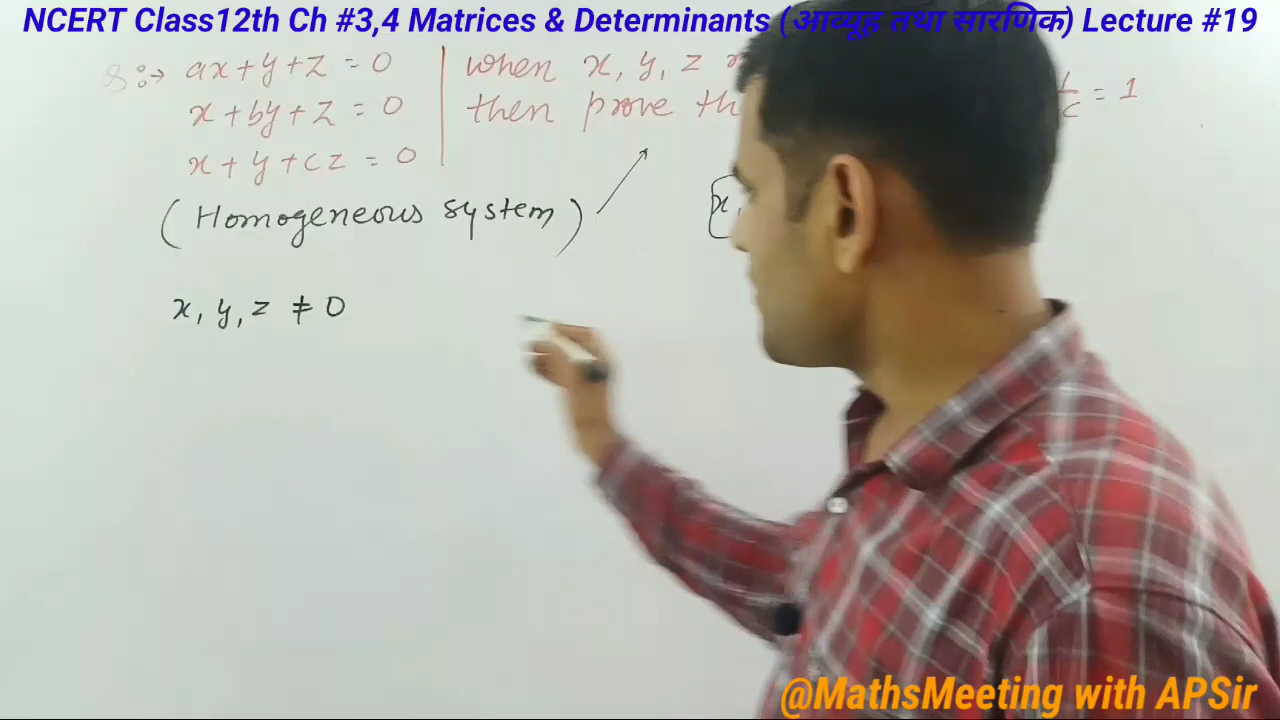 NCERT Class12th Ch #3,4 Matrices & Determinants (आव्यूह तथा सारणिक) Lecture #19
8:→ ax + y + z = 0
x + by + z = 0
x + y + cz = 0
when x, y, z
then prove
/c = 1
(Homogeneous system)
x,
x, y, z ≠ 0
@MathsMeeting with APSir